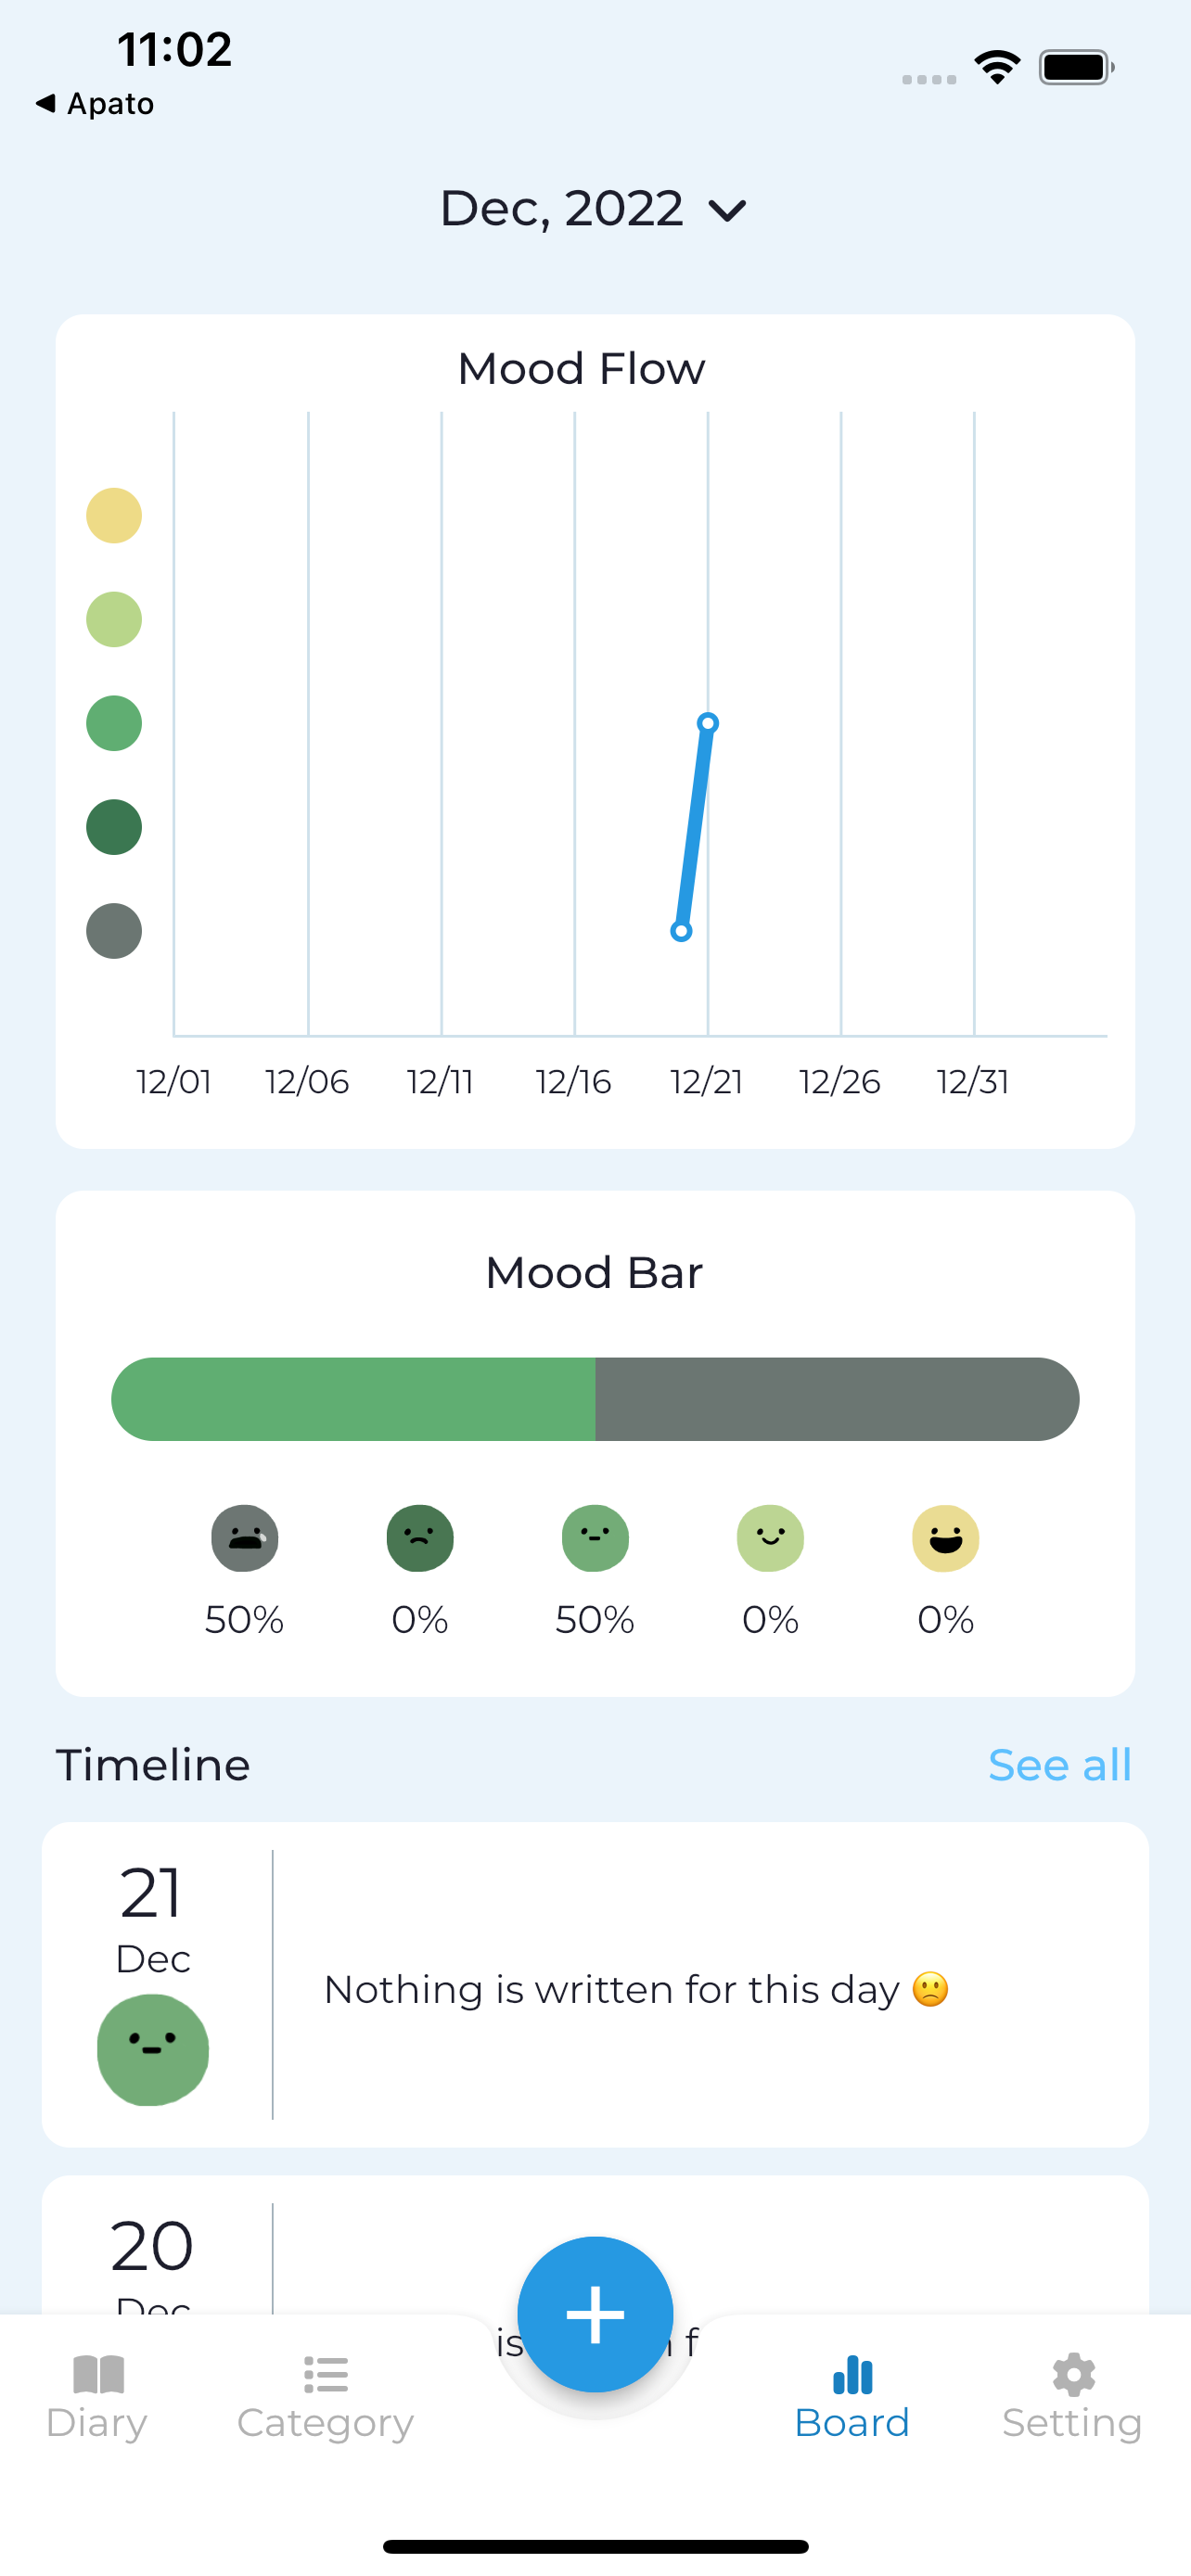 11:02
Apato
Dec, 2022
Mood Flow
12/01 12/06 12/11 12/16 12/21 12/26 12/31
Mood Bar
50% 0% 50% 0% 0%
Timeline See all
21
Dec
Nothing is written for this day 🙁
20
Dec
is
Diary Category Board Setting